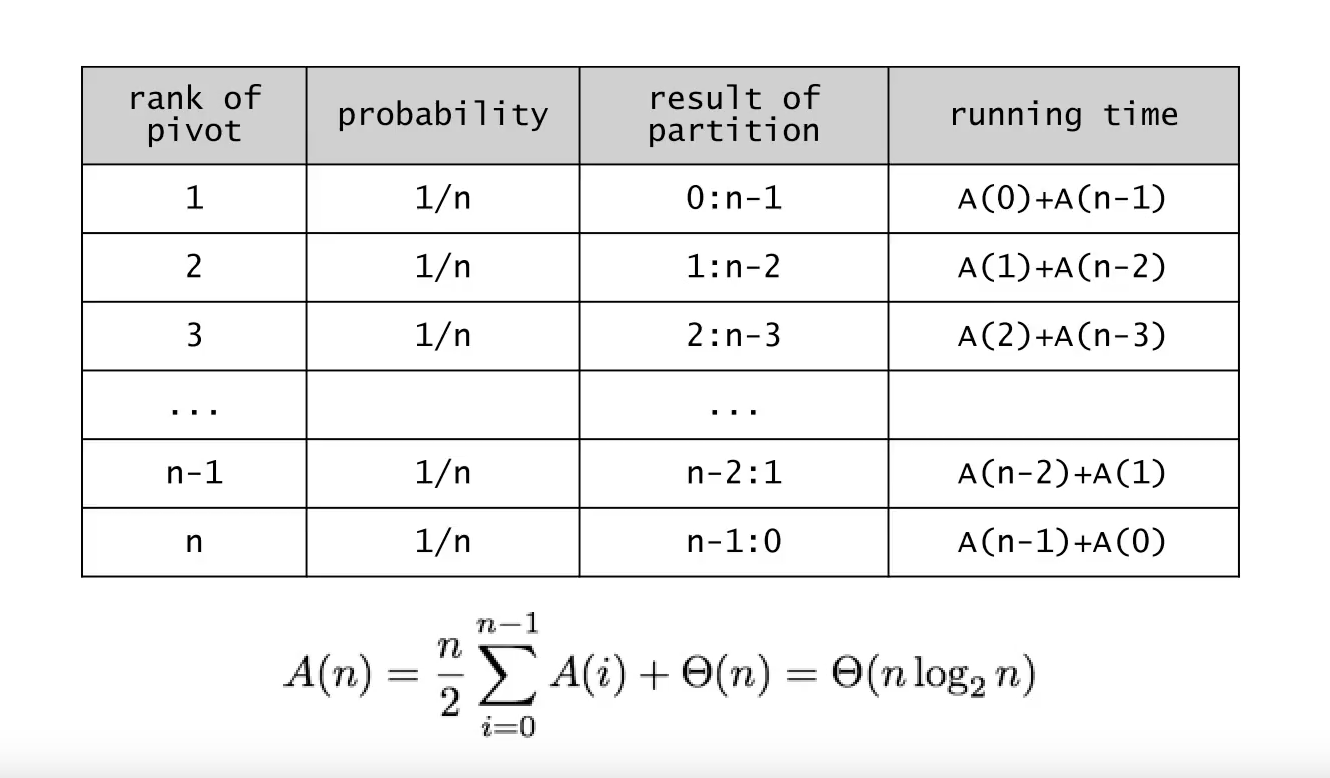 rank of pivot | probability | result of partition | running time
1 | 1/n | 0:n-1 | A(0)+A(n-1)
2 | 1/n | 1:n-2 | A(1)+A(n-2)
3 | 1/n | 2:n-3 | A(2)+A(n-3)
... | | ... |
n-1 | 1/n | n-2:1 | A(n-2)+A(1)
n | 1/n | n-1:0 | A(n-1)+A(0)
$A(n) = \frac{n}{2} \sum_{i=0}^{n-1} A(i) + \Theta(n) = \Theta(n \log_2 n)$